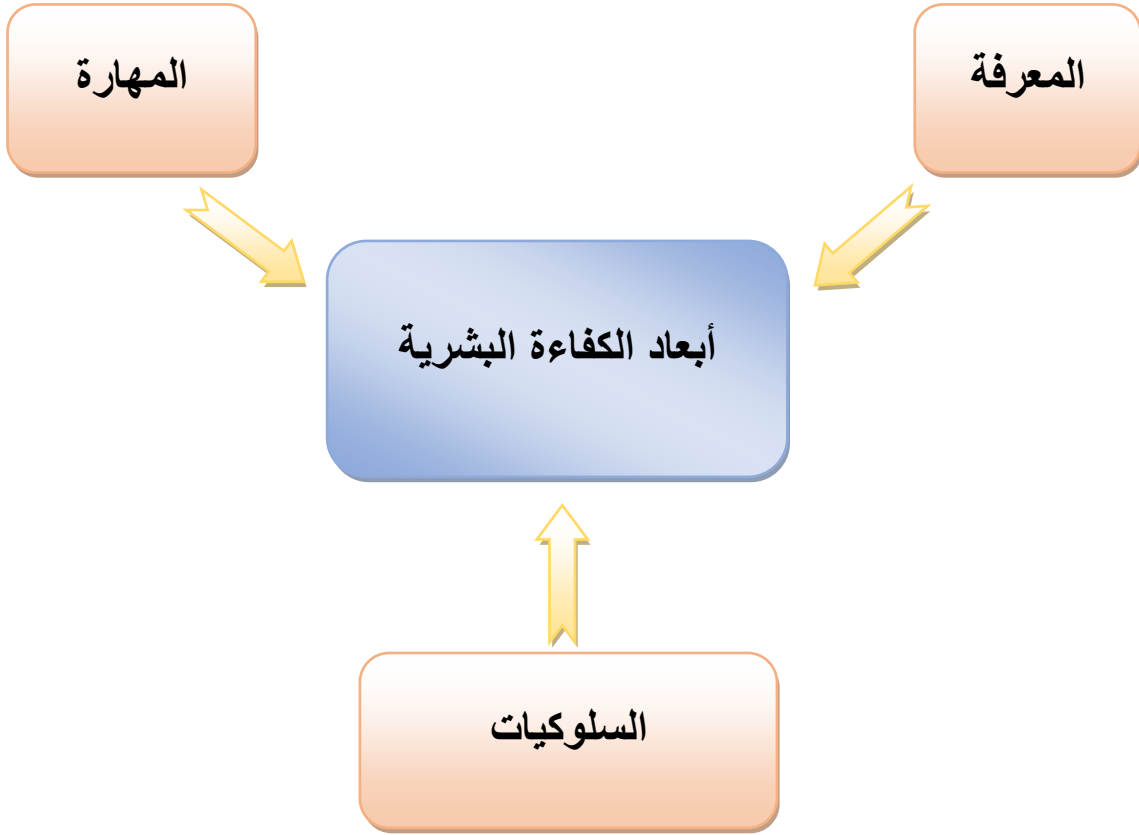 المعرفة
المهارة
أبعاد الكفاءة البشرية
السلوكيات